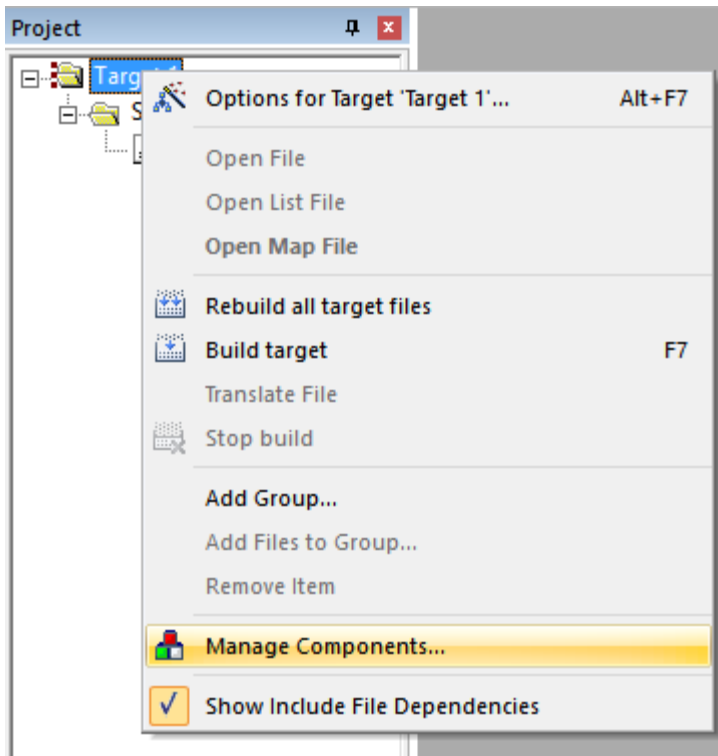 Project
Options for Target 'Target 1'... Alt+F7
Open File
Open List File
Open Map File
Rebuild all target files
Build target F7
Translate File
Stop build
Add Group...
Add Files to Group...
Remove Item
Manage Components...
Show Include File Dependencies